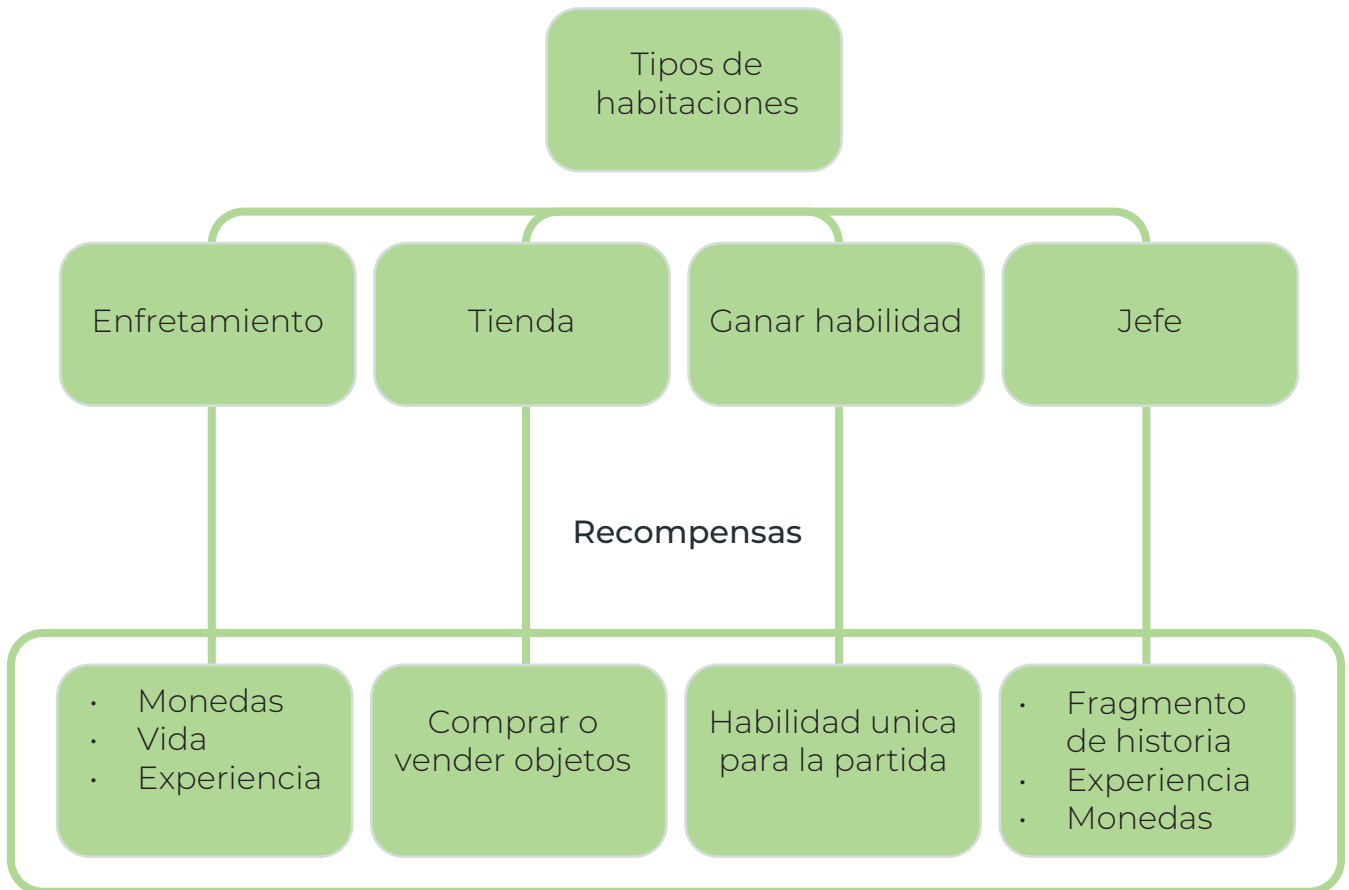 Tipos de
habitaciones
Enfretamiento
Tienda
Ganar habilidad
Jefe
Recompensas
· Monedas
· Vida
· Experiencia
Comprar o
vender objetos
Habilidad unica
para la partida
· Fragmento
de historia
· Experiencia
· Monedas